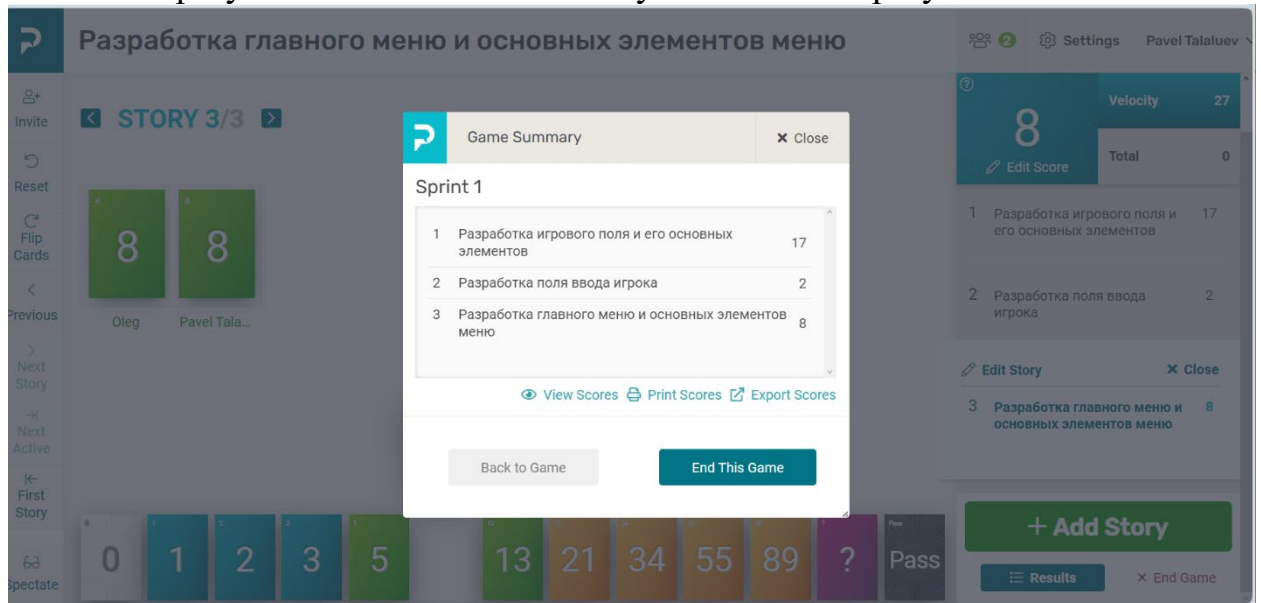 Разработка главного меню и основных элементов меню
2
Settings
Pavel Talaluev
Invite
Reset
Flip
Cards
Previous
Next
Story
Next
Active
First
Story
Spectate
STORY 3/3
8
8
8
8
Oleg
Pavel Tala...
Game Summary
× Close
Sprint 1
1 Разработка игрового поля и его основных
элементов 17
2 Разработка поля ввода игрока 2
3 Разработка главного меню и основных элементов
меню 8
View Scores Print Scores Export Scores
Back to Game
End This Game
8
Edit Score
Velocity 27
Total 0
1 Разработка игрового поля и 17
его основных элементов
2 Разработка поля ввода 2
игрока
Edit Story × Close
3 Разработка главного меню и 8
основных элементов меню
+ Add Story
Results
× End Game
0 1 2 3 5 13 21 34 55 89 ? Pass